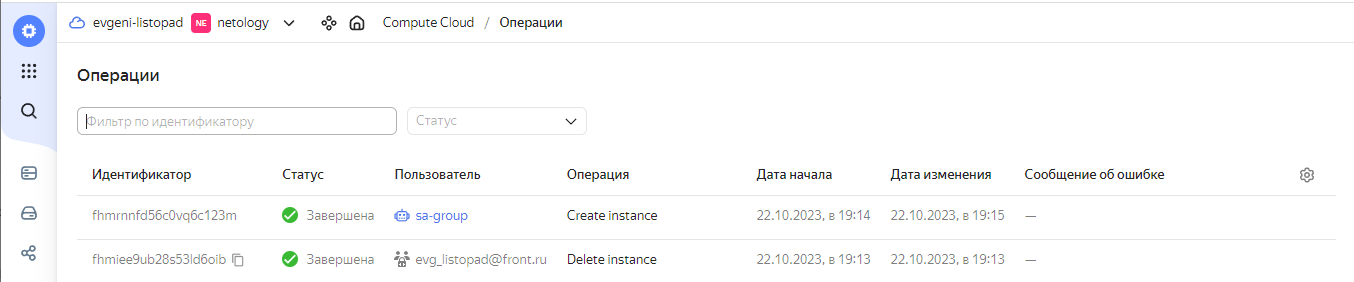 evgeni-listopad NE netology Compute Cloud / Операции
Операции
Фильтр по идентификатору Статус
Идентификатор Статус Пользователь Операция Дата начала Дата изменения Сообщение об ошибке
fhmrnnfd56c0vq6c123m Завершена sa-group Create instance 22.10.2023, в 19:14 22.10.2023, в 19:15 —
fhmiee9ub28s53ld6oib Завершена evg_listopad@front.ru Delete instance 22.10.2023, в 19:13 22.10.2023, в 19:13 —